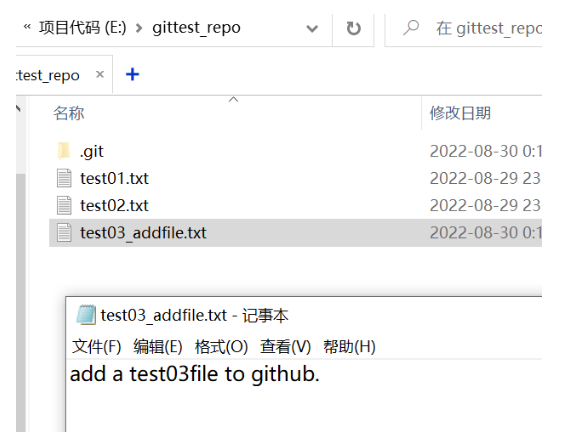 « 项目代码 (E:) › gittest_repo
在 gittest_repo
ttest_repo × +
名称 修改日期
.git 2022-08-30 0:1
test01.txt 2022-08-29 23
test02.txt 2022-08-29 23
test03_addfile.txt 2022-08-30 0:1
test03_addfile.txt - 记事本
文件(F) 编辑(E) 格式(O) 查看(V) 帮助(H)
add a test03file to github.